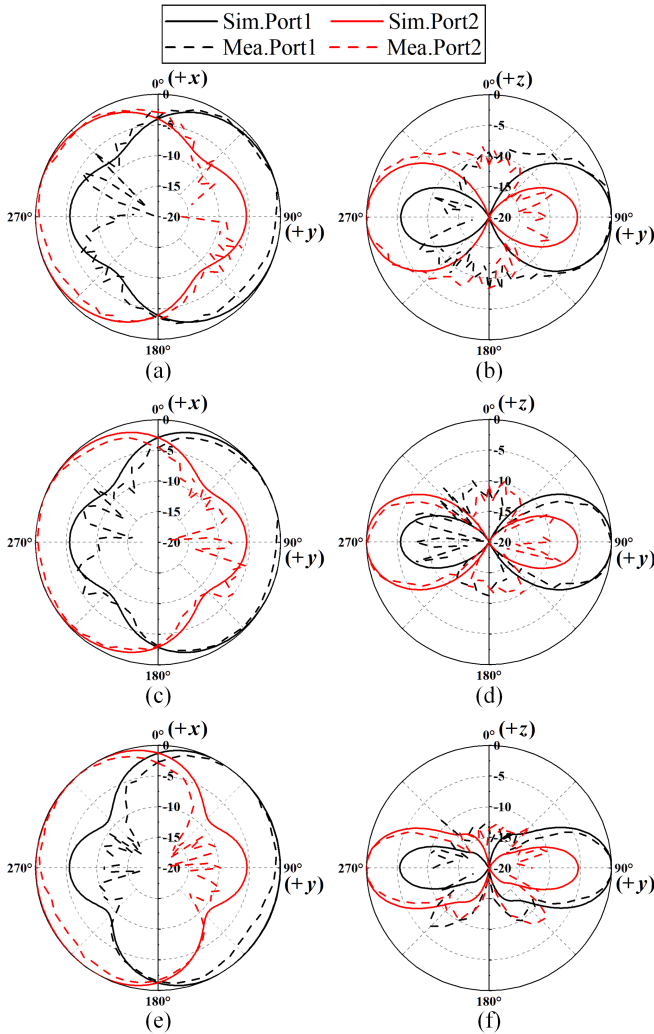 Sim.Port1 Sim.Port2
Mea.Port1 Mea.Port2
0° (+x) 0° (+z)
0 0
-5 -5
-10 -10
-15 -15
270° -20 90° 270° -20 90°
(+y) (+y)
180° 180°
(a) (b)
0° (+x) 0° (+z)
0 0
-5 -5
-10 -10
-15 -15
270° -20 90° 270° -20 90°
(+y) (+y)
180° 180°
(c) (d)
0° (+x) 0° (+z)
0 0
-5 -5
-10 -10
-15 -15
270° -20 90° 270° -20 90°
(+y) (+y)
180° 180°
(e) (f)